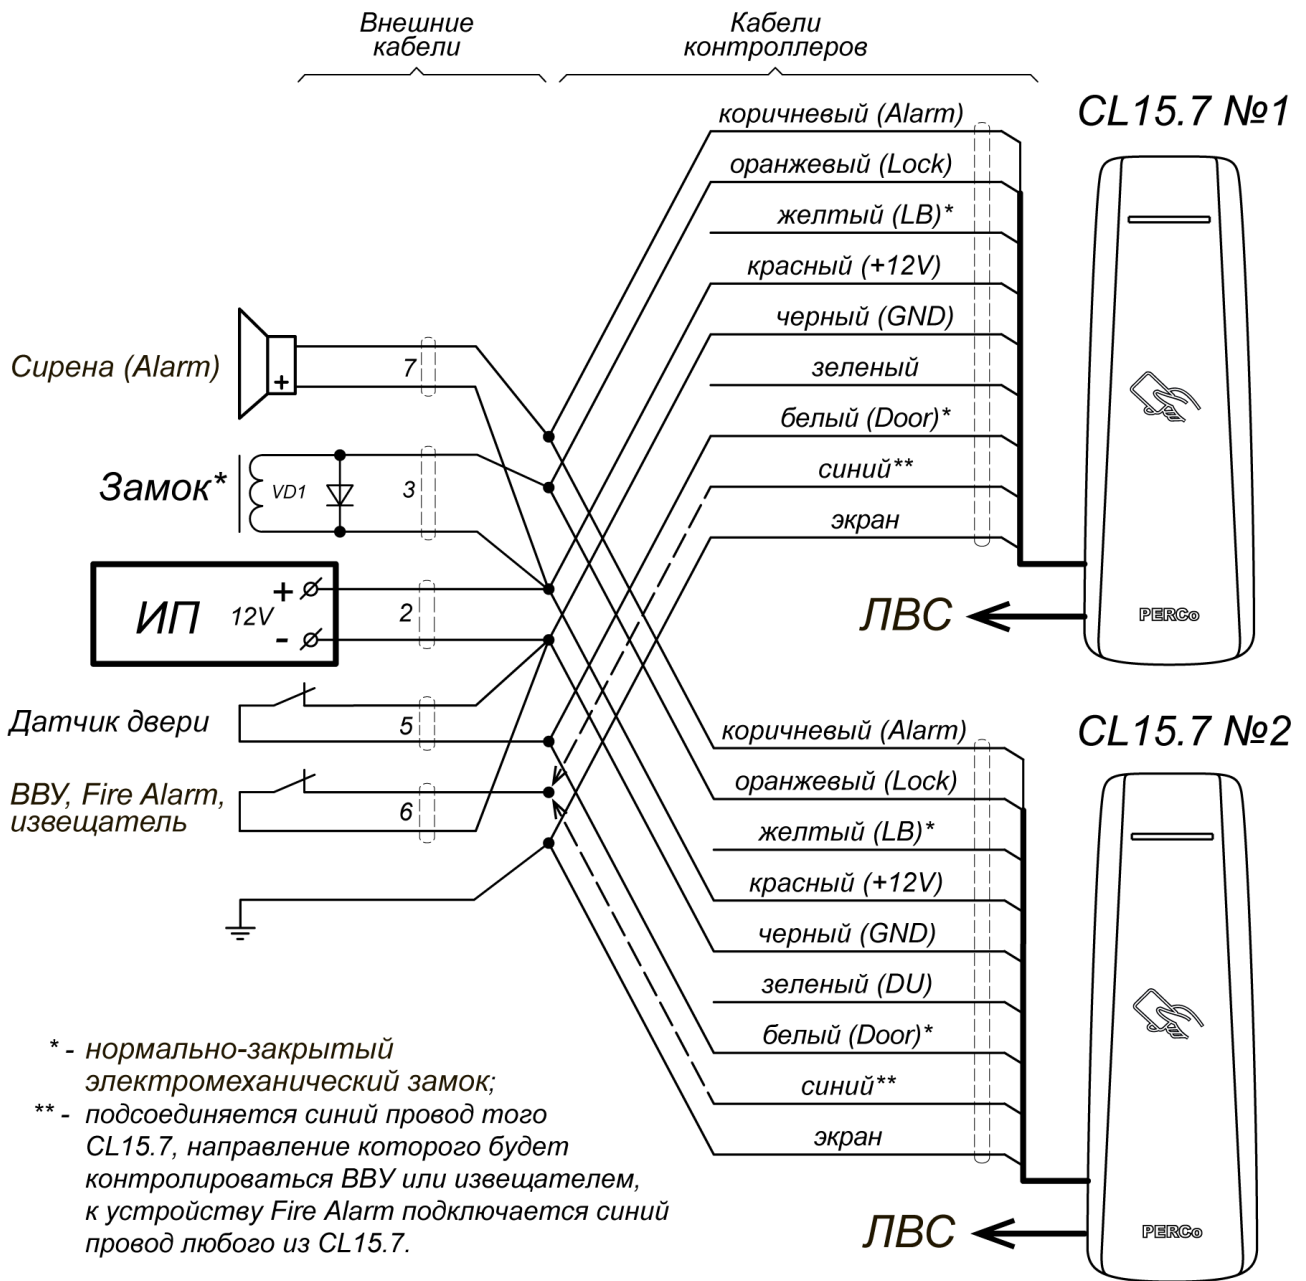 Внешние
кабели
Кабели
контроллеров
CL15.7 №1
коричневый (Alarm)
оранжевый (Lock)
желтый (LB)*
красный (+12V)
черный (GND)
зеленый
белый (Door)*
синий**
экран
ЛВС
PERCo
Сирена (Alarm)
+
7
Замок*
VD1
3
ИП
12V
+
-
2
Датчик двери
5
ВВУ, Fire Alarm,
извещатель
6
CL15.7 №2
коричневый (Alarm)
оранжевый (Lock)
желтый (LB)*
красный (+12V)
черный (GND)
зеленый (DU)
белый (Door)*
синий**
экран
ЛВС
PERCo
* - нормально-закрытый
электромеханический замок;
** - подсоединяется синий провод того
CL15.7, направление которого будет
контролироваться ВВУ или извещателем,
к устройству Fire Alarm подключается синий
провод любого из CL15.7.